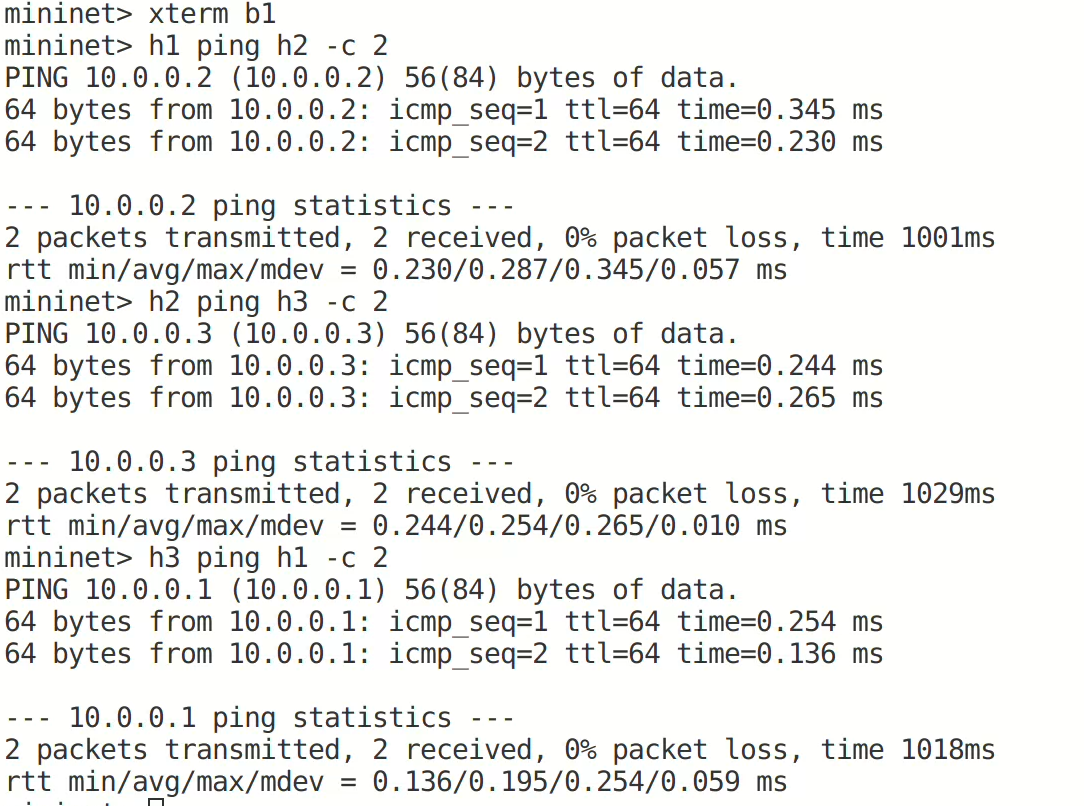 mininet> xterm b1
mininet> h1 ping h2 -c 2
PING 10.0.0.2 (10.0.0.2) 56(84) bytes of data.
64 bytes from 10.0.0.2: icmp_seq=1 ttl=64 time=0.345 ms
64 bytes from 10.0.0.2: icmp_seq=2 ttl=64 time=0.230 ms

--- 10.0.0.2 ping statistics ---
2 packets transmitted, 2 received, 0% packet loss, time 1001ms
rtt min/avg/max/mdev = 0.230/0.287/0.345/0.057 ms
mininet> h2 ping h3 -c 2
PING 10.0.0.3 (10.0.0.3) 56(84) bytes of data.
64 bytes from 10.0.0.3: icmp_seq=1 ttl=64 time=0.244 ms
64 bytes from 10.0.0.3: icmp_seq=2 ttl=64 time=0.265 ms

--- 10.0.0.3 ping statistics ---
2 packets transmitted, 2 received, 0% packet loss, time 1029ms
rtt min/avg/max/mdev = 0.244/0.254/0.265/0.010 ms
mininet> h3 ping h1 -c 2
PING 10.0.0.1 (10.0.0.1) 56(84) bytes of data.
64 bytes from 10.0.0.1: icmp_seq=1 ttl=64 time=0.254 ms
64 bytes from 10.0.0.1: icmp_seq=2 ttl=64 time=0.136 ms

--- 10.0.0.1 ping statistics ---
2 packets transmitted, 2 received, 0% packet loss, time 1018ms
rtt min/avg/max/mdev = 0.136/0.195/0.254/0.059 ms